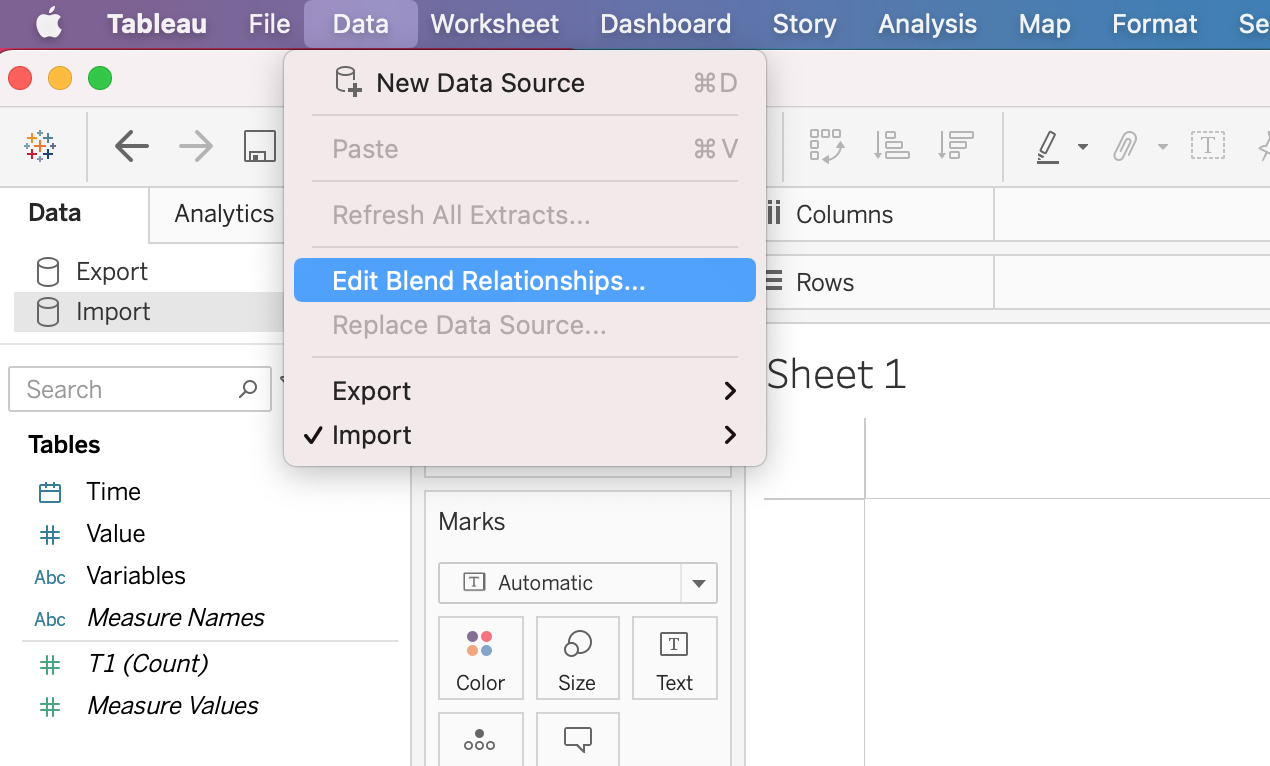 Tableau File Data Worksheet Dashboard Story Analysis Map Format Se
New Data Source ⌘D
Paste ⌘V
Refresh All Extracts...
Edit Blend Relationships...
Replace Data Source...
Export
Import
Data Analytics
Export
Import
Search
Tables
Time
Value
Variables
Measure Names
T1 (Count)
Measure Values
Abc
Abc
Marks
T Automatic
Color Size T Text
T
Columns
Rows
Sheet 1